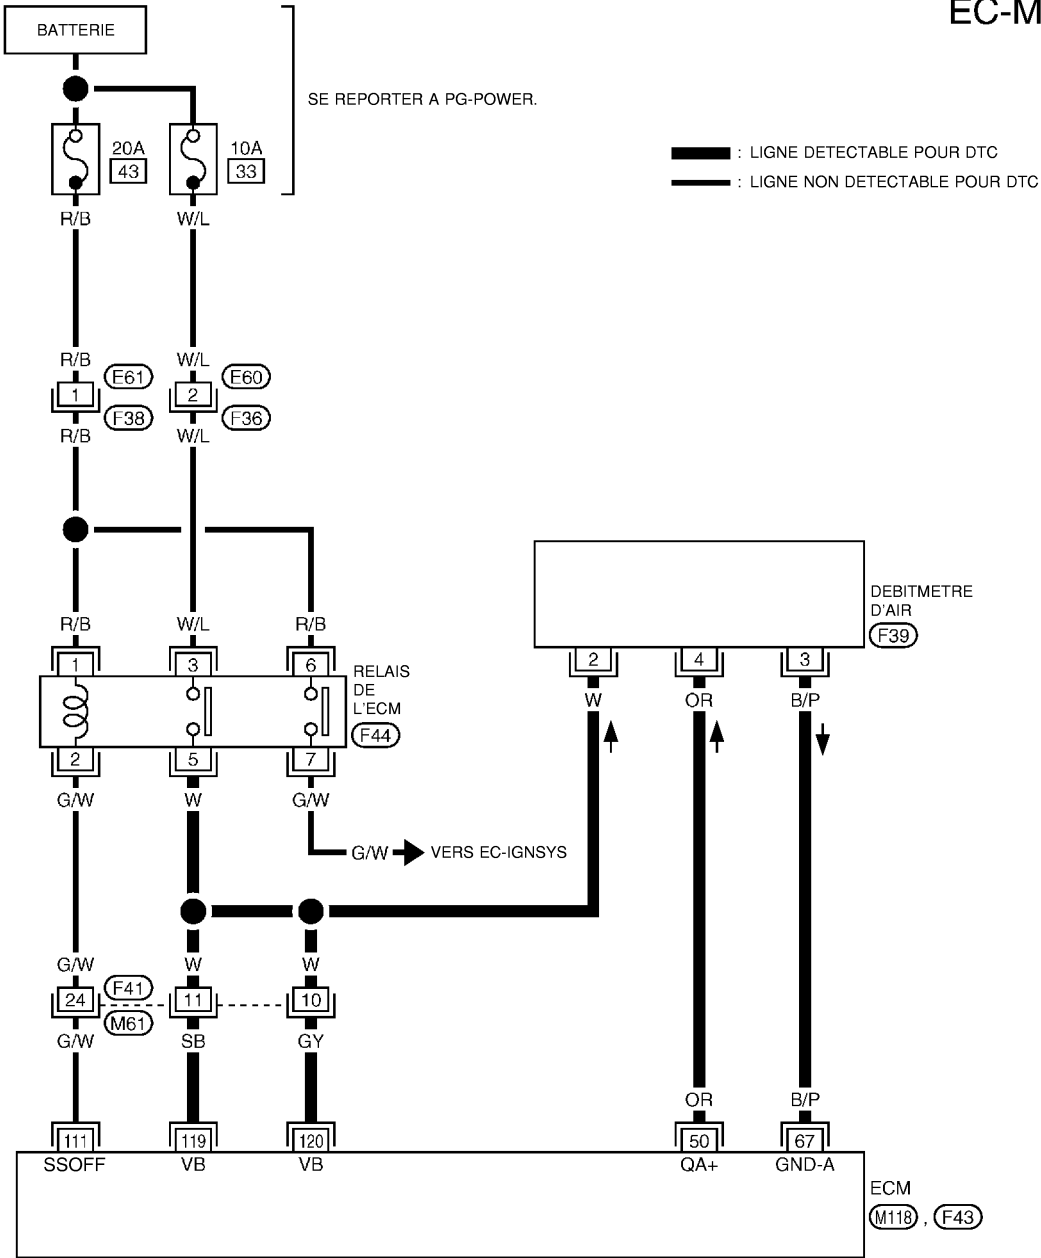 EC-M
BATTERIE
SE REPORTER A PG-POWER.
20A
43
10A
33
: LIGNE DETECTABLE POUR DTC
: LIGNE NON DETECTABLE POUR DTC
R/B W/L
R/B W/L
1 E61 2 E60
F38 F36
R/B W/L
R/B W/L R/B
1 3 6
RELAIS
DE
L'ECM
F44
2 5 7
G/W W G/W
DEBITMETRE
D'AIR
F39
2 4 3
W OR B/P
G/W VERS EC-IGNSYS
G/W W W
24 F41 11 10
M61
G/W SB GY
OR B/P
111 119 120 50 67
SSOFF VB VB QA+ GND-A
ECM
M118 , F43